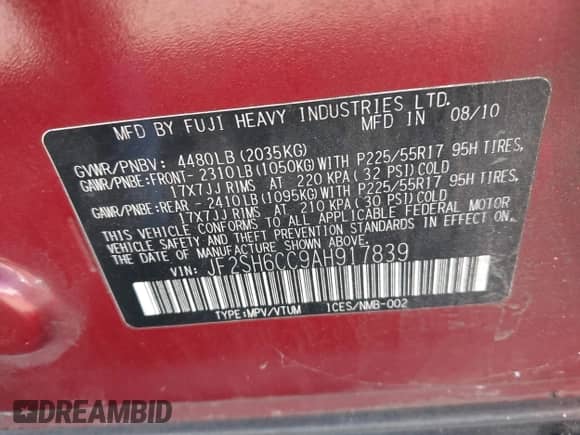 MFD BY FUJI HEAVY INDUSTRIES LTD.
MFD IN 08/10
GVWR/PNBV: 4480LB (2035KG)
GAWR/PNBE:FRONT- 2310LB (1050KG) WITH P225/55R17 95H TIRES,
17X7JJ RIMS AT 220 KPA ( 32 PSI) COLD
GAWR/PNBE:REAR - 2410LB (1095KG) WITH P225/55R17 95H TIRES,
17X7JJ RIMS AT 210 KPA ( 30 PSI) COLD
THIS VEHICLE CONFORMS TO ALL APPLICABLE FEDERAL MOTOR
VEHICLE SAFETY AND THEFT PREVENTION STANDARDS IN EFFECT ON
THE DATE OF MANUFACTURE SHOWN ABOVE.
VIN: JF2SH6CC9AH917839
TYPE:MPV/VTUM ICES/NMB-002
DREAMBID